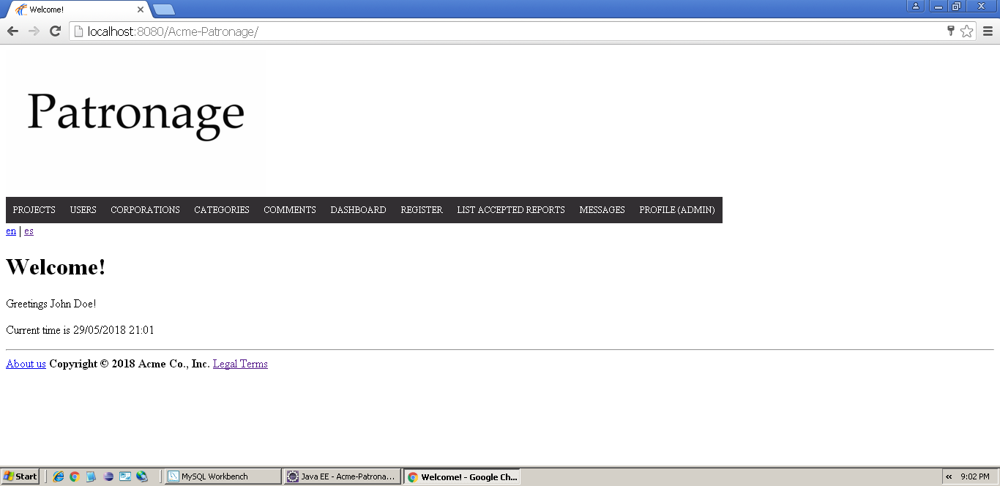 Welcome!
localhost:8080/Acme-Patronage/
Patronage
PROJECTS USERS CORPORATIONS CATEGORIES COMMENTS DASHBOARD REGISTER LIST ACCEPTED REPORTS MESSAGES PROFILE (ADMIN)
en | es
Welcome!
Greetings John Doe!
Current time is 29/05/2018 21:01
About us Copyright © 2018 Acme Co., Inc. Legal Terms
Start MySQL Workbench Java EE - Acme-Patrona... Welcome! - Google Ch... « 9:02 PM